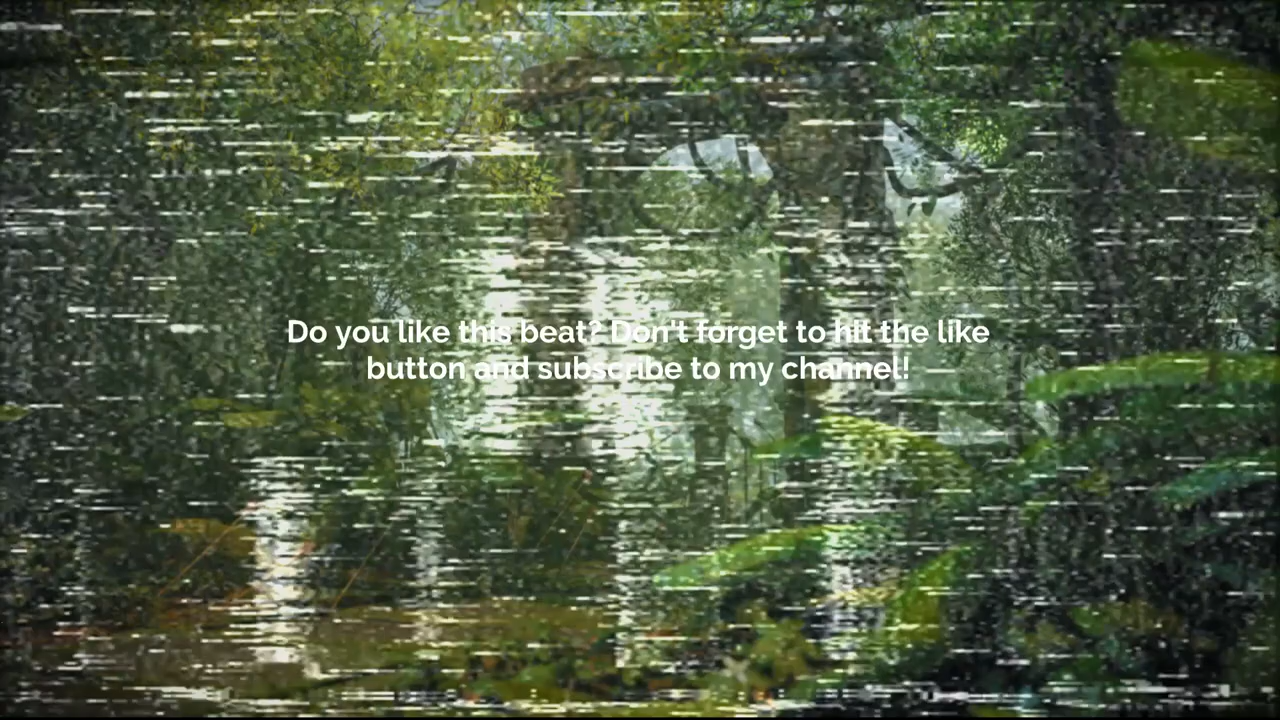 Do you like this beat? Don't forget to hit the like
button and subscribe to my channel!